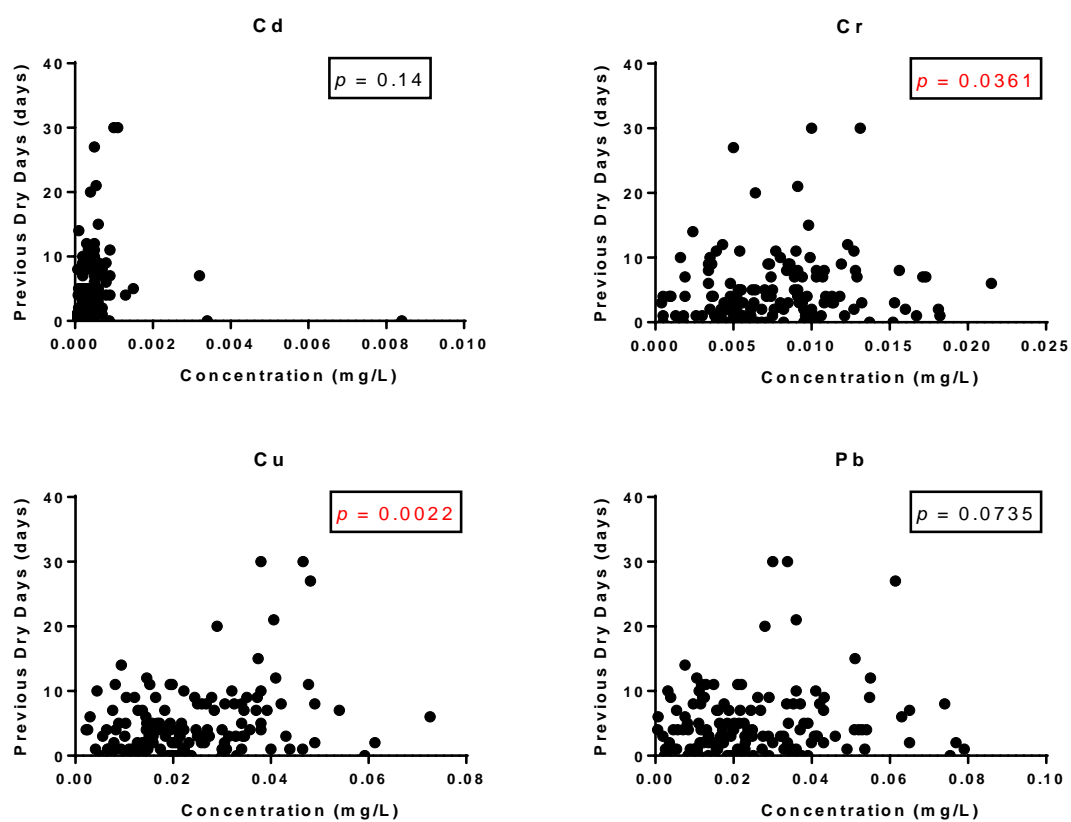 Cd
Previous Dry Days (days)
40
30
20
10
0
p = 0.14
0.000 0.002 0.004 0.006 0.008 0.010
Concentration (mg/L)
Cr
Previous Dry Days (days)
40
30
20
10
0
p = 0.0361
0.000 0.005 0.010 0.015 0.020 0.025
Concentration (mg/L)
Cu
Previous Dry Days (days)
40
30
20
10
0
p = 0.0022
0.00 0.02 0.04 0.06 0.08
Concentration (mg/L)
Pb
Previous Dry Days (days)
40
30
20
10
0
p = 0.0735
0.00 0.02 0.04 0.06 0.08 0.10
Concentration (mg/L)